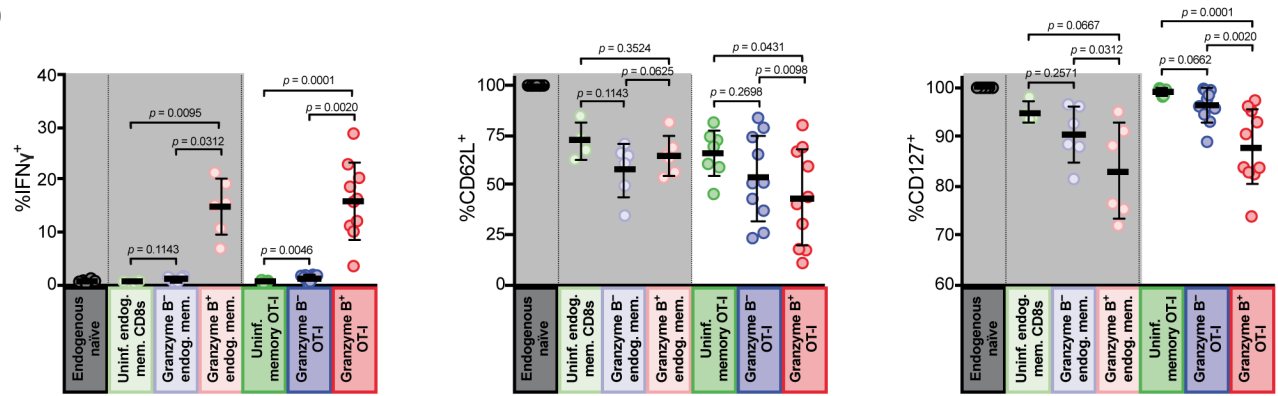 )
%IFNγ⁺
40
30
20
10
0
p = 0.0001
p = 0.0095
p = 0.0020
p = 0.0312
p = 0.1143
p = 0.0046
Endogenous
naïve
Uninf. endog.
mem. CD8s
Granzyme B⁻
endog. mem.
Granzyme B⁺
endog. mem.
Uninf.
memory OT-I
Granzyme B⁻
OT-I
Granzyme B⁺
OT-I
%CD62L⁺
100
75
50
25
0
p = 0.3524
p = 0.0431
p = 0.0625
p = 0.0098
p = 0.1143
p = 0.2698
Endogenous
naïve
Uninf. endog.
mem. CD8s
Granzyme B⁻
endog. mem.
Granzyme B⁺
endog. mem.
Uninf.
memory OT-I
Granzyme B⁻
OT-I
Granzyme B⁺
OT-I
%CD127⁺
100
90
80
70
60
p = 0.0001
p = 0.0667
p = 0.0020
p = 0.0312
p = 0.0662
p = 0.2571
Endogenous
naïve
Uninf. endog.
mem. CD8s
Granzyme B⁻
endog. mem.
Granzyme B⁺
endog. mem.
Uninf.
memory OT-I
Granzyme B⁻
OT-I
Granzyme B⁺
OT-I